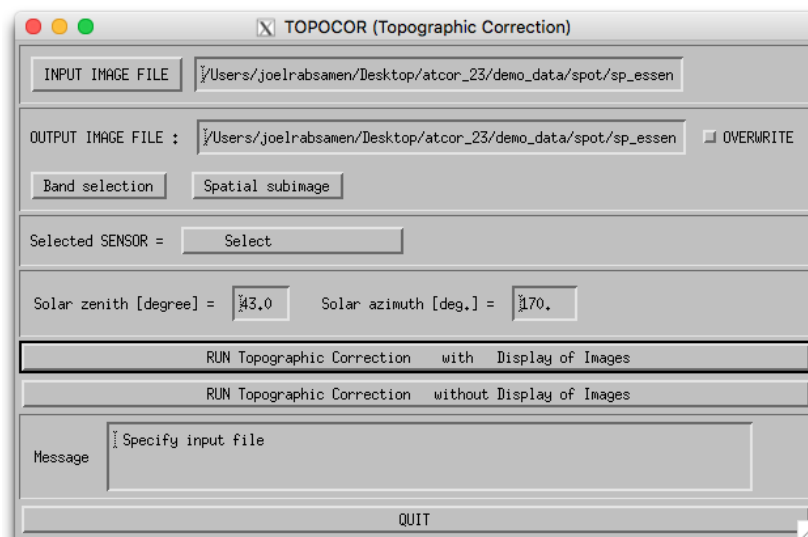 TOPOCOR (Topographic Correction)
INPUT IMAGE FILE /Users/joelrabsamen/Desktop/atcor_23/demo_data/spot/sp_essen
OUTPUT IMAGE FILE : /Users/joelrabsamen/Desktop/atcor_23/demo_data/spot/sp_essen OVERWRITE
Band selection Spatial subimage
Selected SENSOR = Select
Solar zenith [degree] = 43.0 Solar azimuth [deg.] = 170.
RUN Topographic Correction with Display of Images
RUN Topographic Correction without Display of Images
Message Specify input file
QUIT